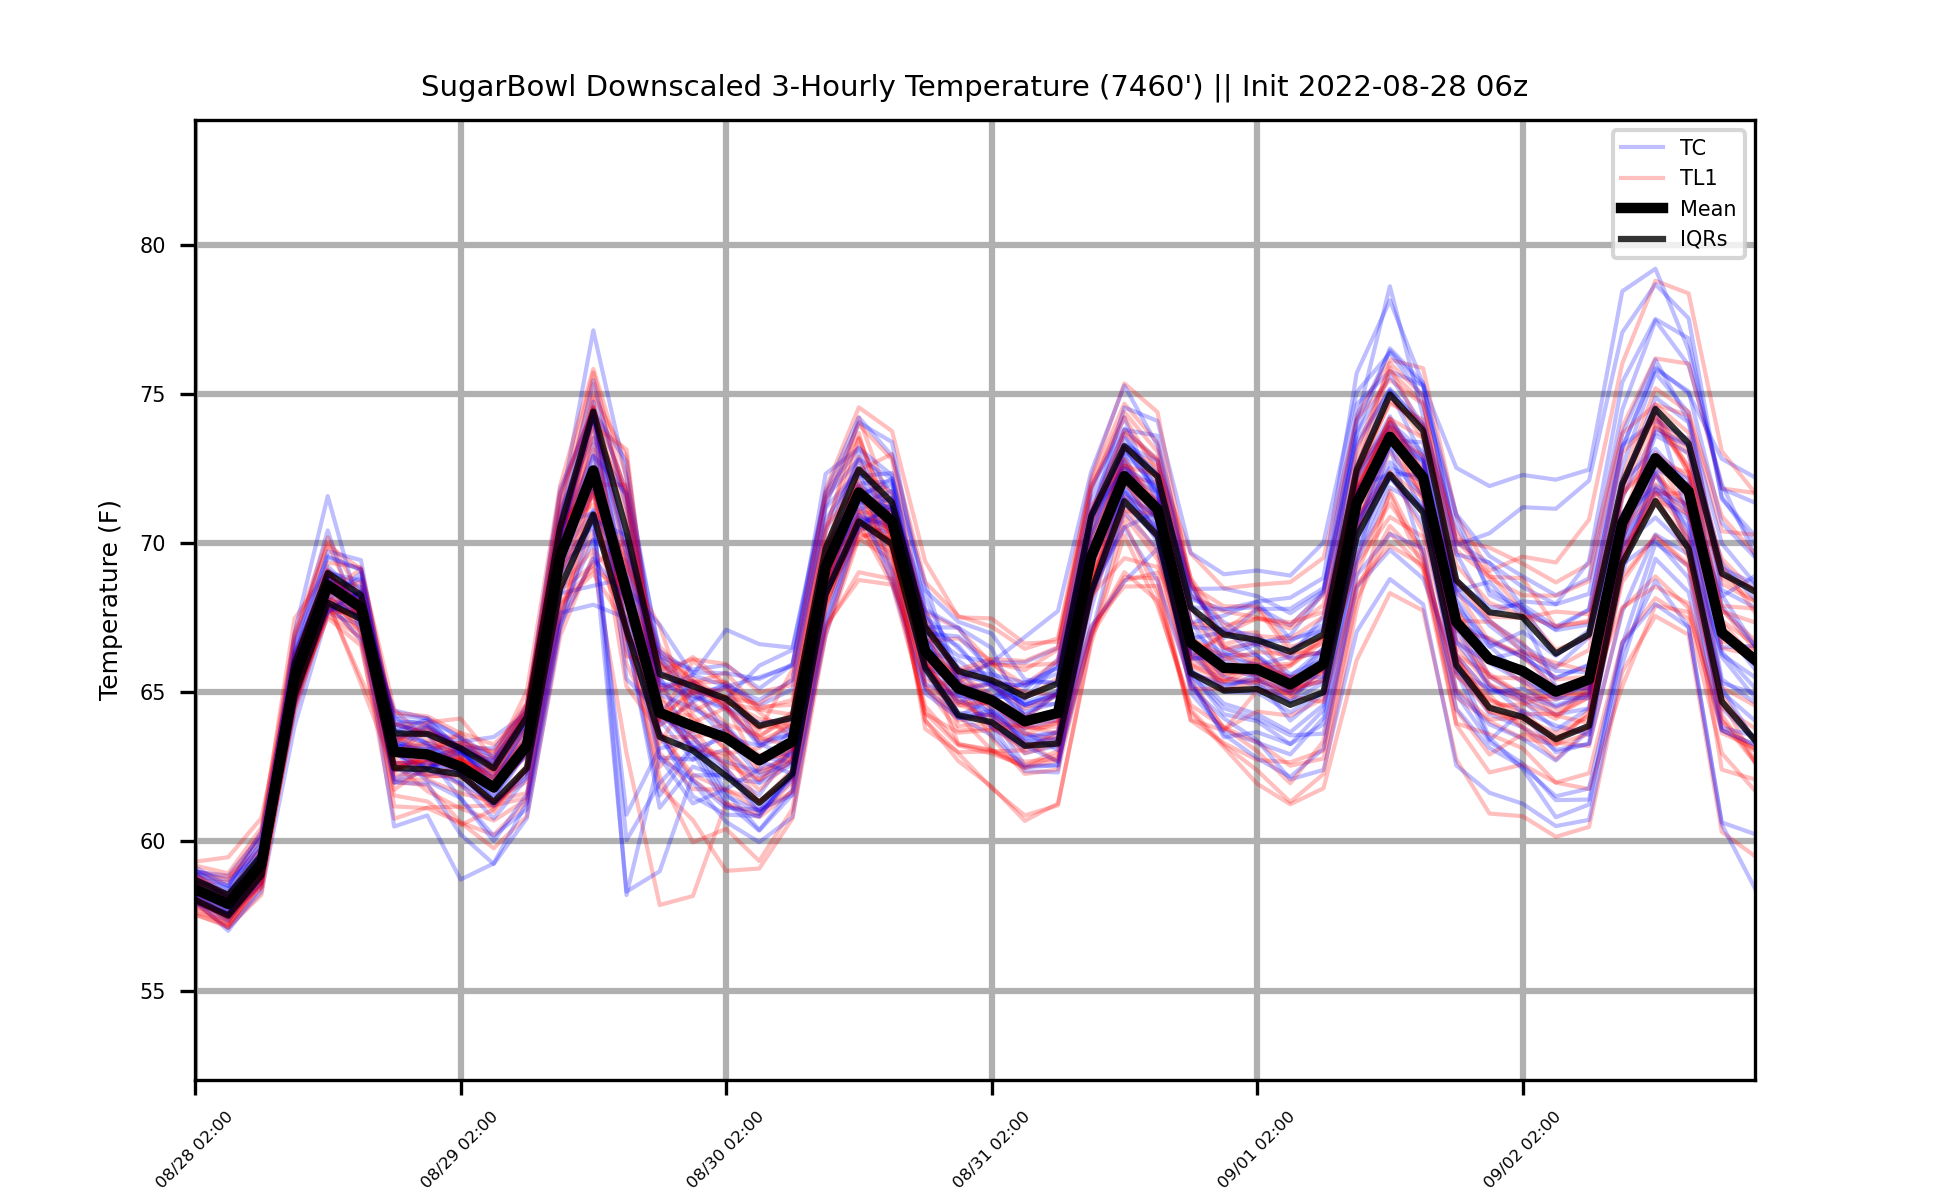 SugarBowl Downscaled 3-Hourly Temperature (7460') || Init 2022-08-28 06z
TC
TL1
Mean
IQRs
Temperature (F)
80
75
70
65
60
55
08/28 02:00
08/29 02:00
08/30 02:00
08/31 02:00
09/01 02:00
09/02 02:00